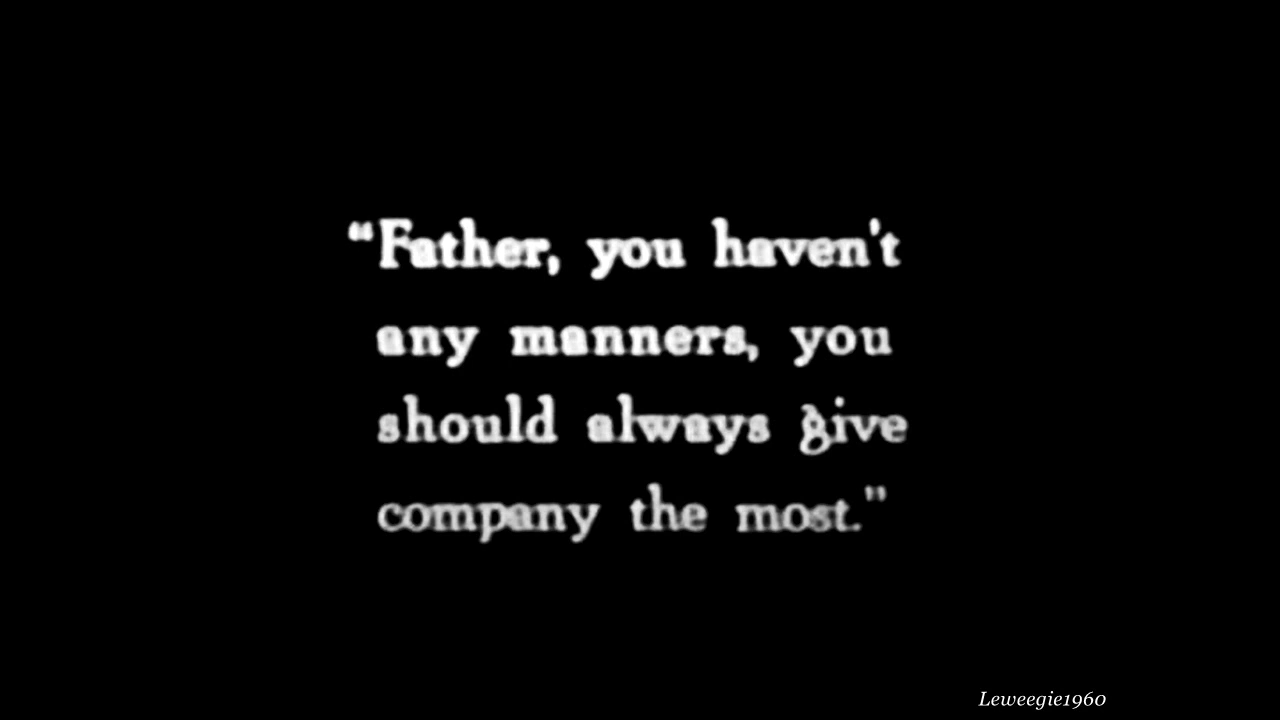 “Father, you haven't
any manners, you
should always give
company the most."
Leweegie1960